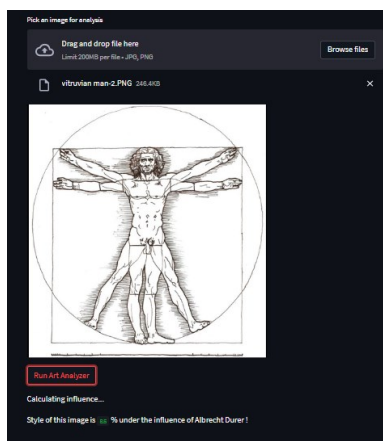 Pick an image for analysis
Drag and drop file here
Limit 200MB per file • JPG, PNG
Browse files
vitruvian man-2.PNG 246.4KB
Run Art Analyzer
Calculating influence...
Style of this image is % under the influence of Albrecht Durer !